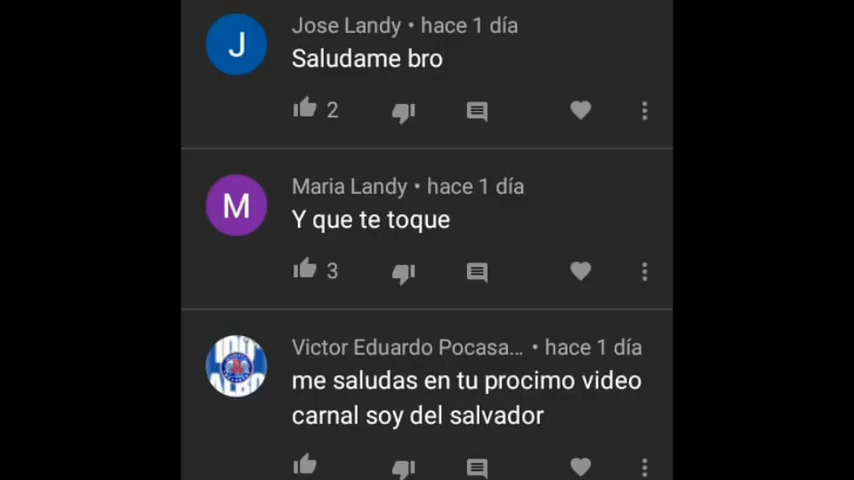 J
Jose Landy • hace 1 día
Saludame bro
2
M
Maria Landy • hace 1 día
Y que te toque
3
Victor Eduardo Pocasa... • hace 1 día
me saludas en tu procimo video
carnal soy del salvador